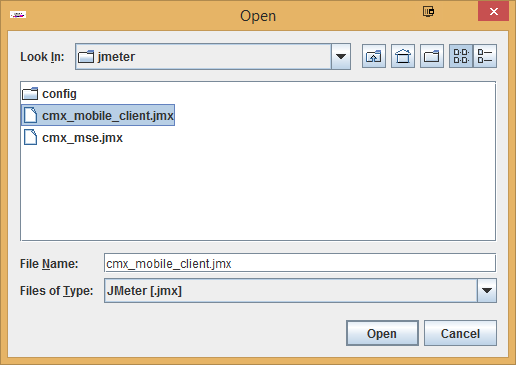 Open
Look In: jmeter
config
cmx_mobile_client.jmx
cmx_mse.jmx
File Name: cmx_mobile_client.jmx
Files of Type: JMeter [.jmx]
Open Cancel